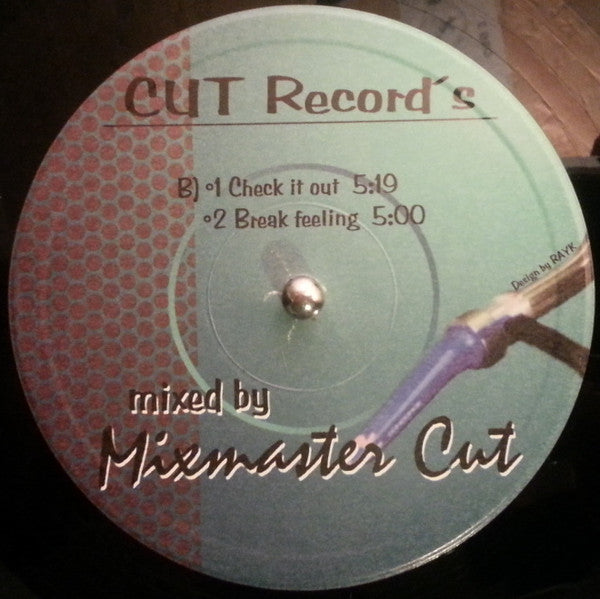 CUT Record´s
B) °1 Check it out 5:19
°2 Break feeling 5:00
Design by RAYK
mixed by
Mixmaster Cut